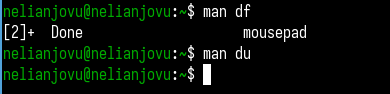 nelianjovu@nelianjovu:~$ man df
[2]+  Done                    mousepad
nelianjovu@nelianjovu:~$ man du
nelianjovu@nelianjovu:~$